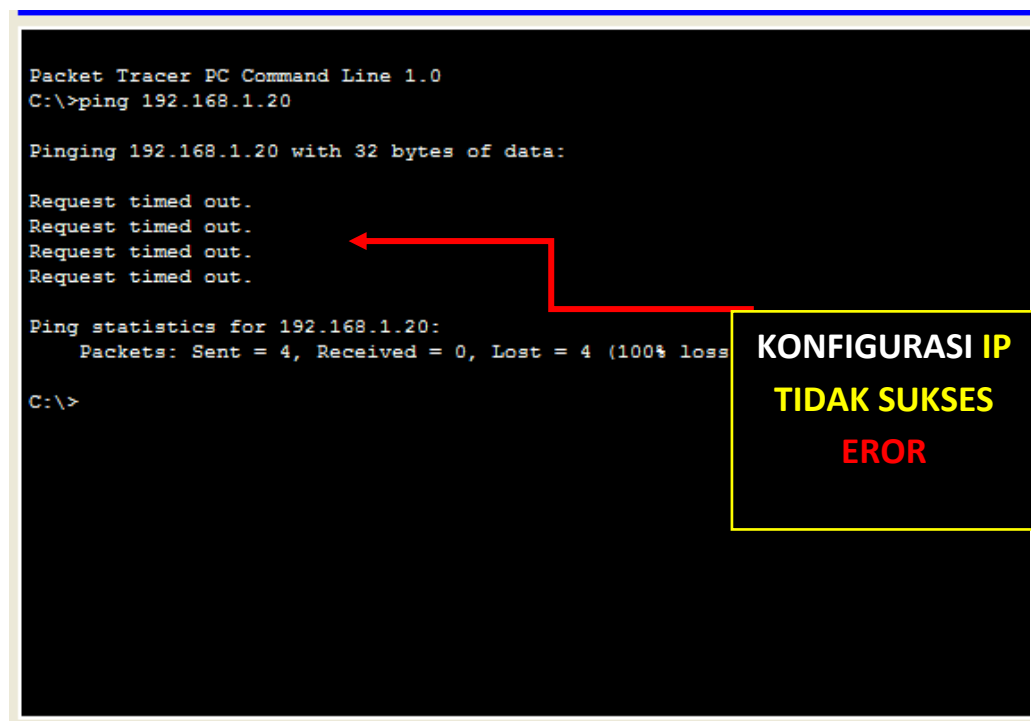 Packet Tracer PC Command Line 1.0
C:\>ping 192.168.1.20
Pinging 192.168.1.20 with 32 bytes of data:
Request timed out.
Request timed out.
Request timed out.
Request timed out.
Ping statistics for 192.168.1.20:
Packets: Sent = 4, Received = 0, Lost = 4 (100% loss
C:\>
KONFIGURASI IP
TIDAK SUKSES
EROR